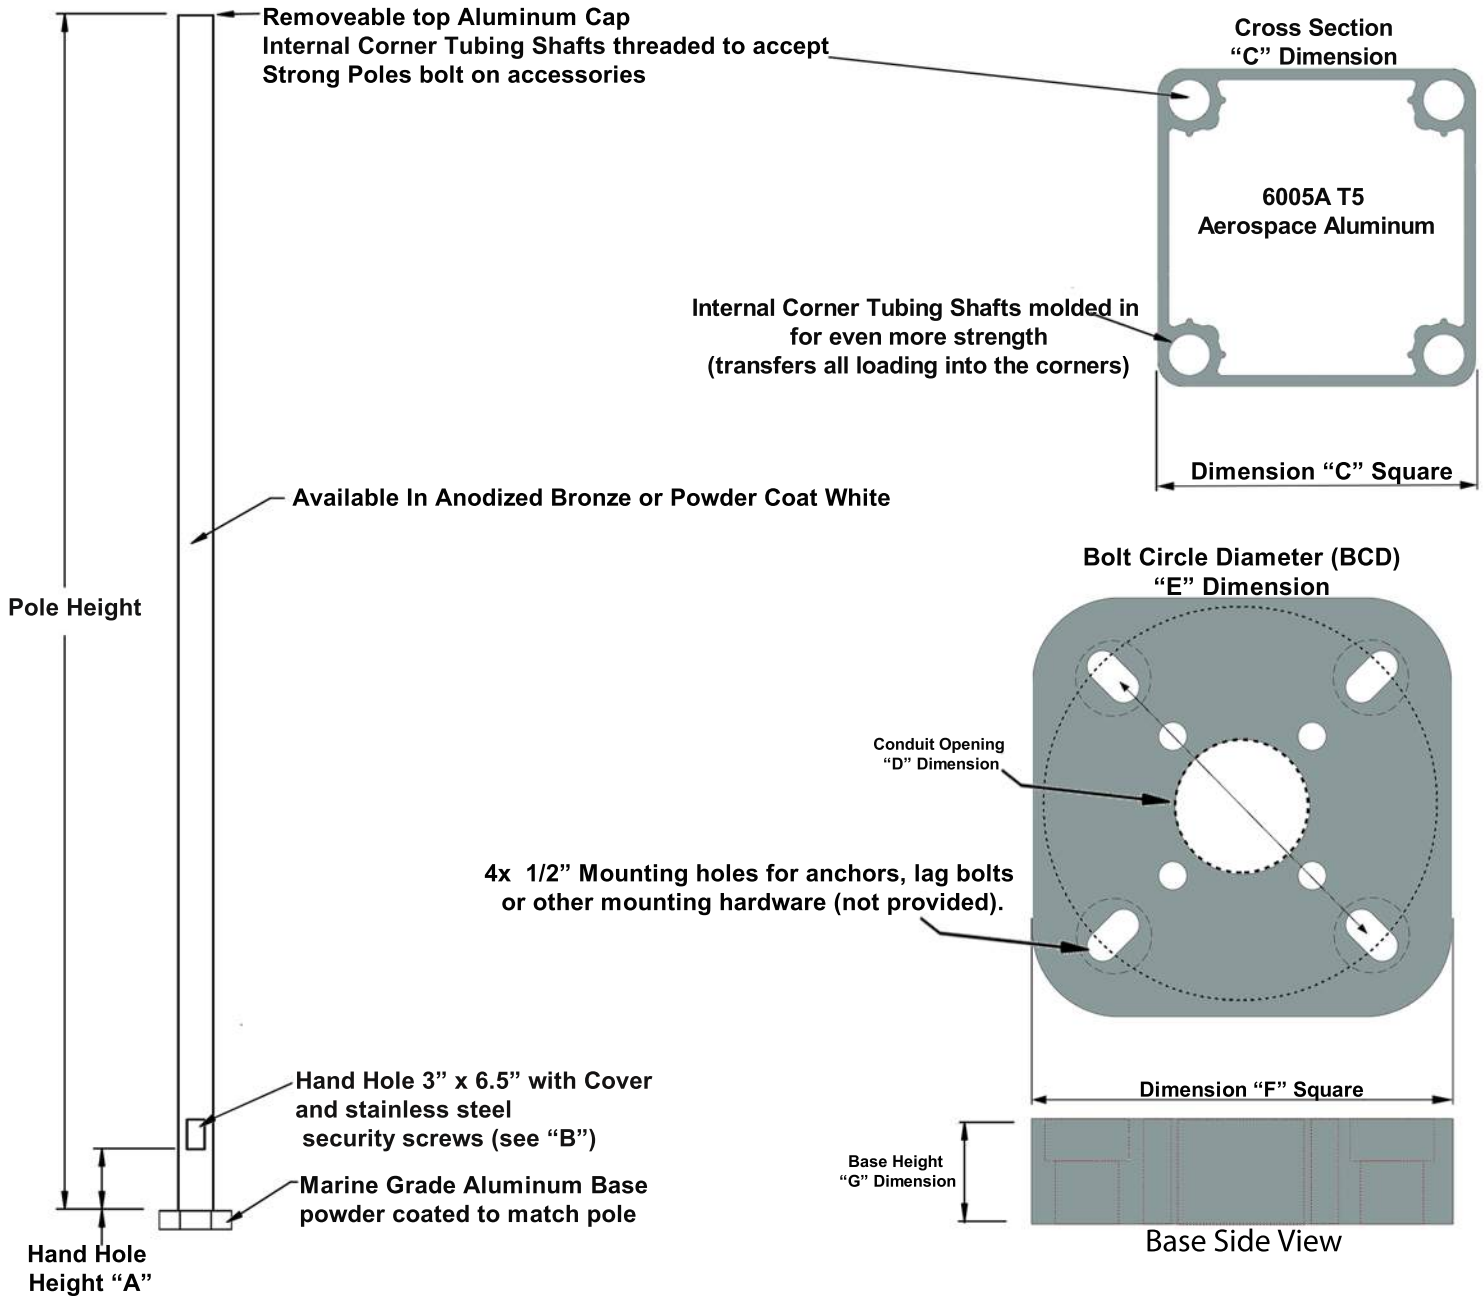 Removeable top Aluminum Cap
Internal Corner Tubing Shafts threaded to accept
Strong Poles bolt on accessories
Cross Section
“C” Dimension
6005A T5
Aerospace Aluminum
Internal Corner Tubing Shafts molded in
for even more strength
(transfers all loading into the corners)
Dimension “C” Square
Available In Anodized Bronze or Powder Coat White
Pole Height
Bolt Circle Diameter (BCD)
“E” Dimension
Conduit Opening
“D” Dimension
4x 1/2” Mounting holes for anchors, lag bolts
or other mounting hardware (not provided).
Dimension “F” Square
Hand Hole 3” x 6.5” with Cover
and stainless steel
security screws (see “B”)
Marine Grade Aluminum Base
powder coated to match pole
Hand Hole
Height “A”
Base Height
“G” Dimension
Base Side View